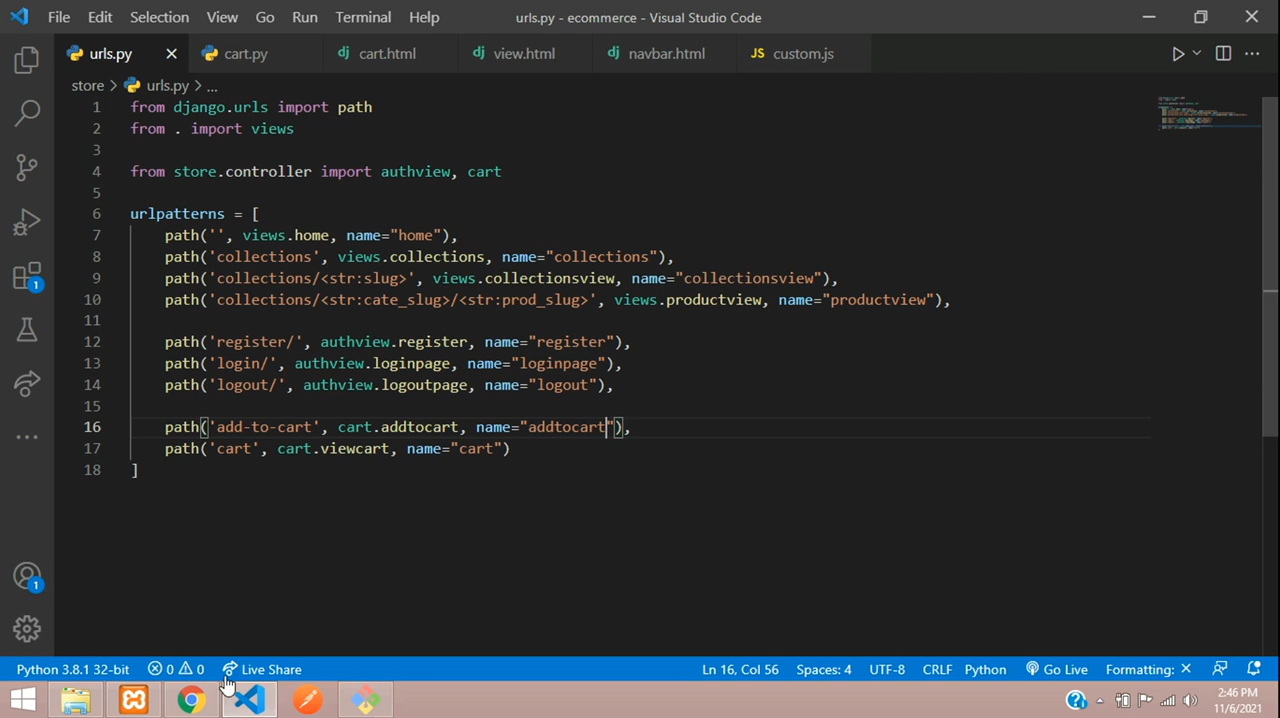 File Edit Selection View Go Run Terminal Help urls.py - ecommerce - Visual Studio Code
urls.py cart.py dj cart.html dj view.html dj navbar.html JS custom.js
store > urls.py > ...
1 from django.urls import path
2 from . import views
3
4 from store.controller import authview, cart
5
6 urlpatterns = [
7 path('', views.home, name="home"),
8 path('collections', views.collections, name="collections"),
9 path('collections/<str:slug>', views.collectionsview, name="collectionsview"),
10 path('collections/<str:cate_slug>/<str:prod_slug>', views.productview, name="productview"),
11
12 path('register/', authview.register, name="register"),
13 path('login/', authview.loginpage, name="loginpage"),
14 path('logout/', authview.logoutpage, name="logout"),
15
16 path('add-to-cart', cart.addtocart, name="addtocart"),
17 path('cart', cart.viewcart, name="cart")
18 ]
1
1
Python 3.8.1 32-bit 0 0 Live Share Ln 16, Col 56 Spaces: 4 UTF-8 CRLF Python Go Live Formatting: ×
2:46 PM
11/6/2021